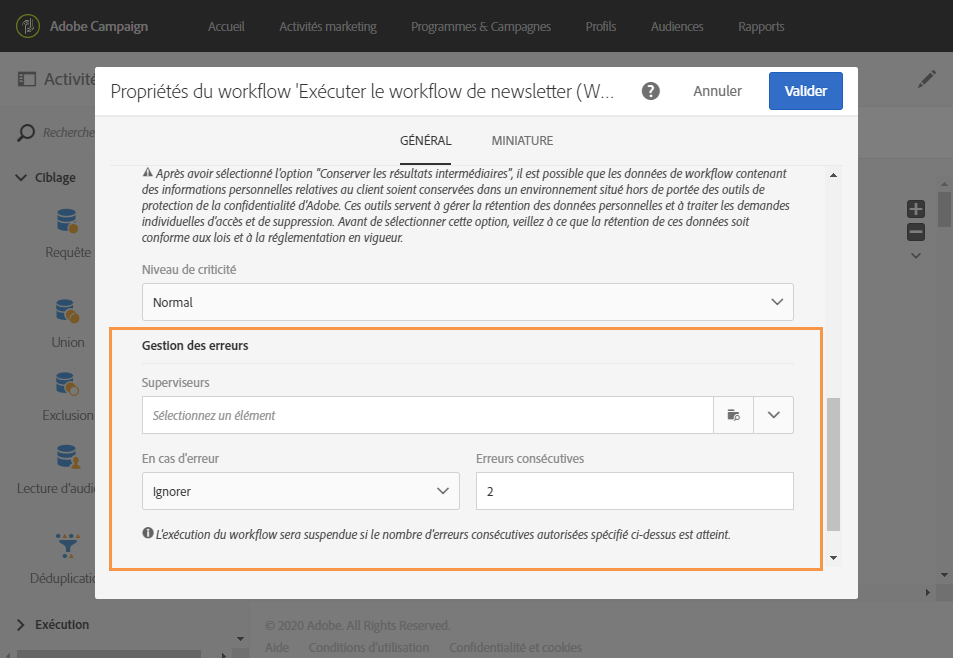 Adobe Campaign
Accueil
Activités marketing
Programmes & Campagnes
Profils
Audiences
Rapports
Activité
Recherche
Ciblage
Requête
Union
Exclusion
Lecture d'audi
Déduplicati
Exécution
Propriétés du workflow 'Exécuter le workflow de newsletter (W...
?
Annuler
Valider
GÉNÉRAL
MINIATURE
Après avoir sélectionné l'option "Conserver les résultats intermédiaires", il est possible que les données de workflow contenant
des informations personnelles relatives au client soient conservées dans un environnement situé hors de portée des outils de
protection de la confidentialité d'Adobe. Ces outils servent à gérer la rétention des données personnelles et à traiter les demandes
individuelles d'accès et de suppression. Avant de sélectionner cette option, veillez à ce que la rétention de ces données soit
conforme aux lois et à la réglementation en vigueur.
Niveau de criticité
Normal
Gestion des erreurs
Superviseurs
Sélectionnez un élément
En cas d'erreur
Erreurs consécutives
Ignorer
2
L'exécution du workflow sera suspendue si le nombre d'erreurs consécutives autorisées spécifié ci-dessus est atteint.
© 2020 Adobe. All Rights Reserved.
Aide
Conditions d'utilisation
Confidentialité et cookies